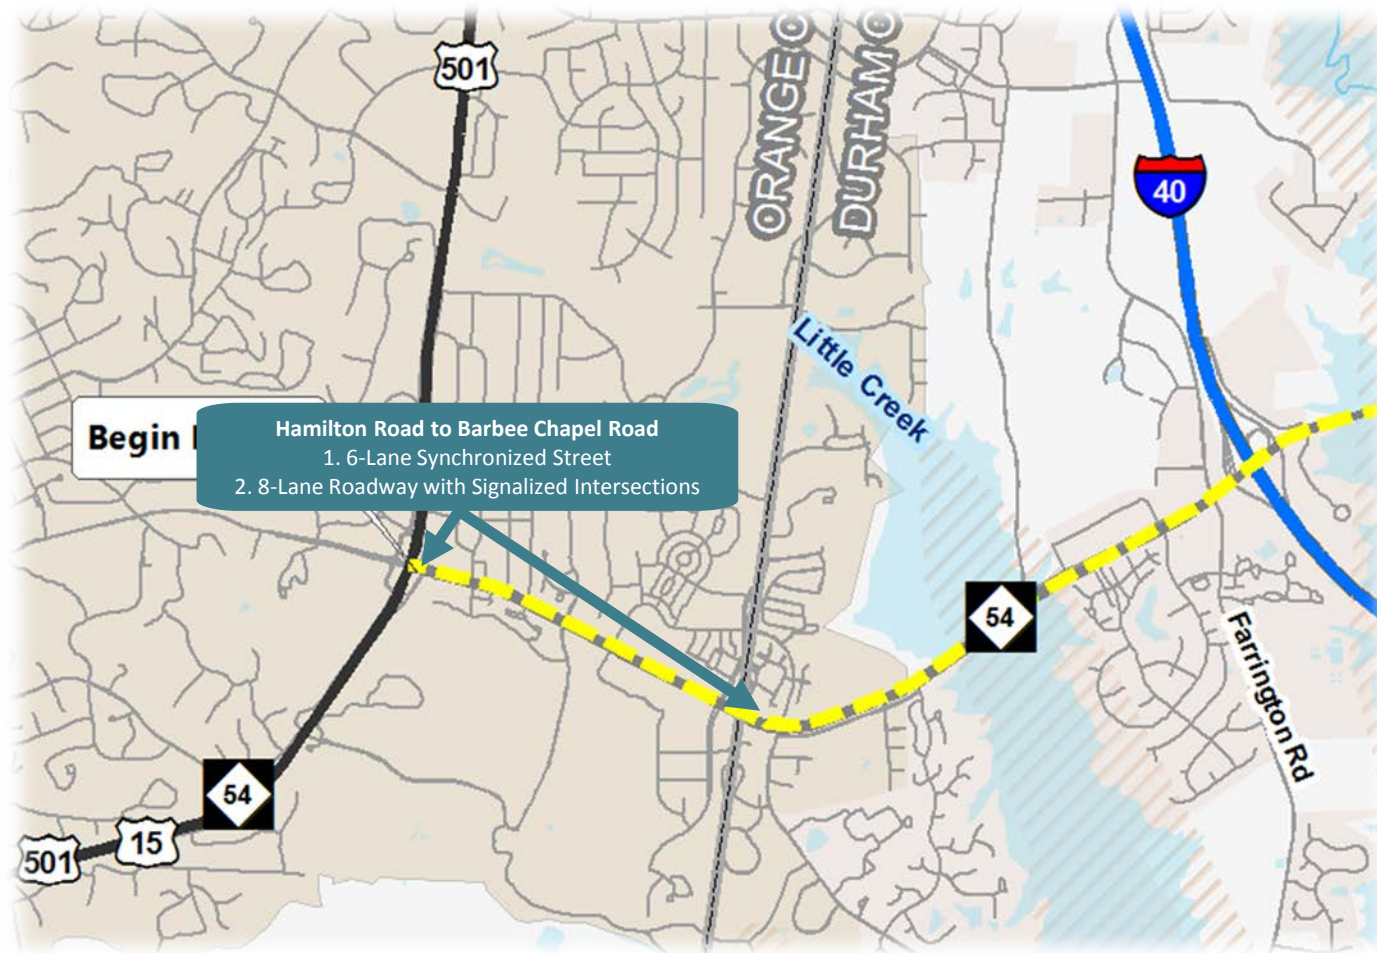 501
ORANGE CO
DURHAM CO
40
Little Creek
Begin
Hamilton Road to Barbee Chapel Road
1. 6-Lane Synchronized Street
2. 8-Lane Roadway with Signalized Intersections
54
Farrington Rd
54
15
501